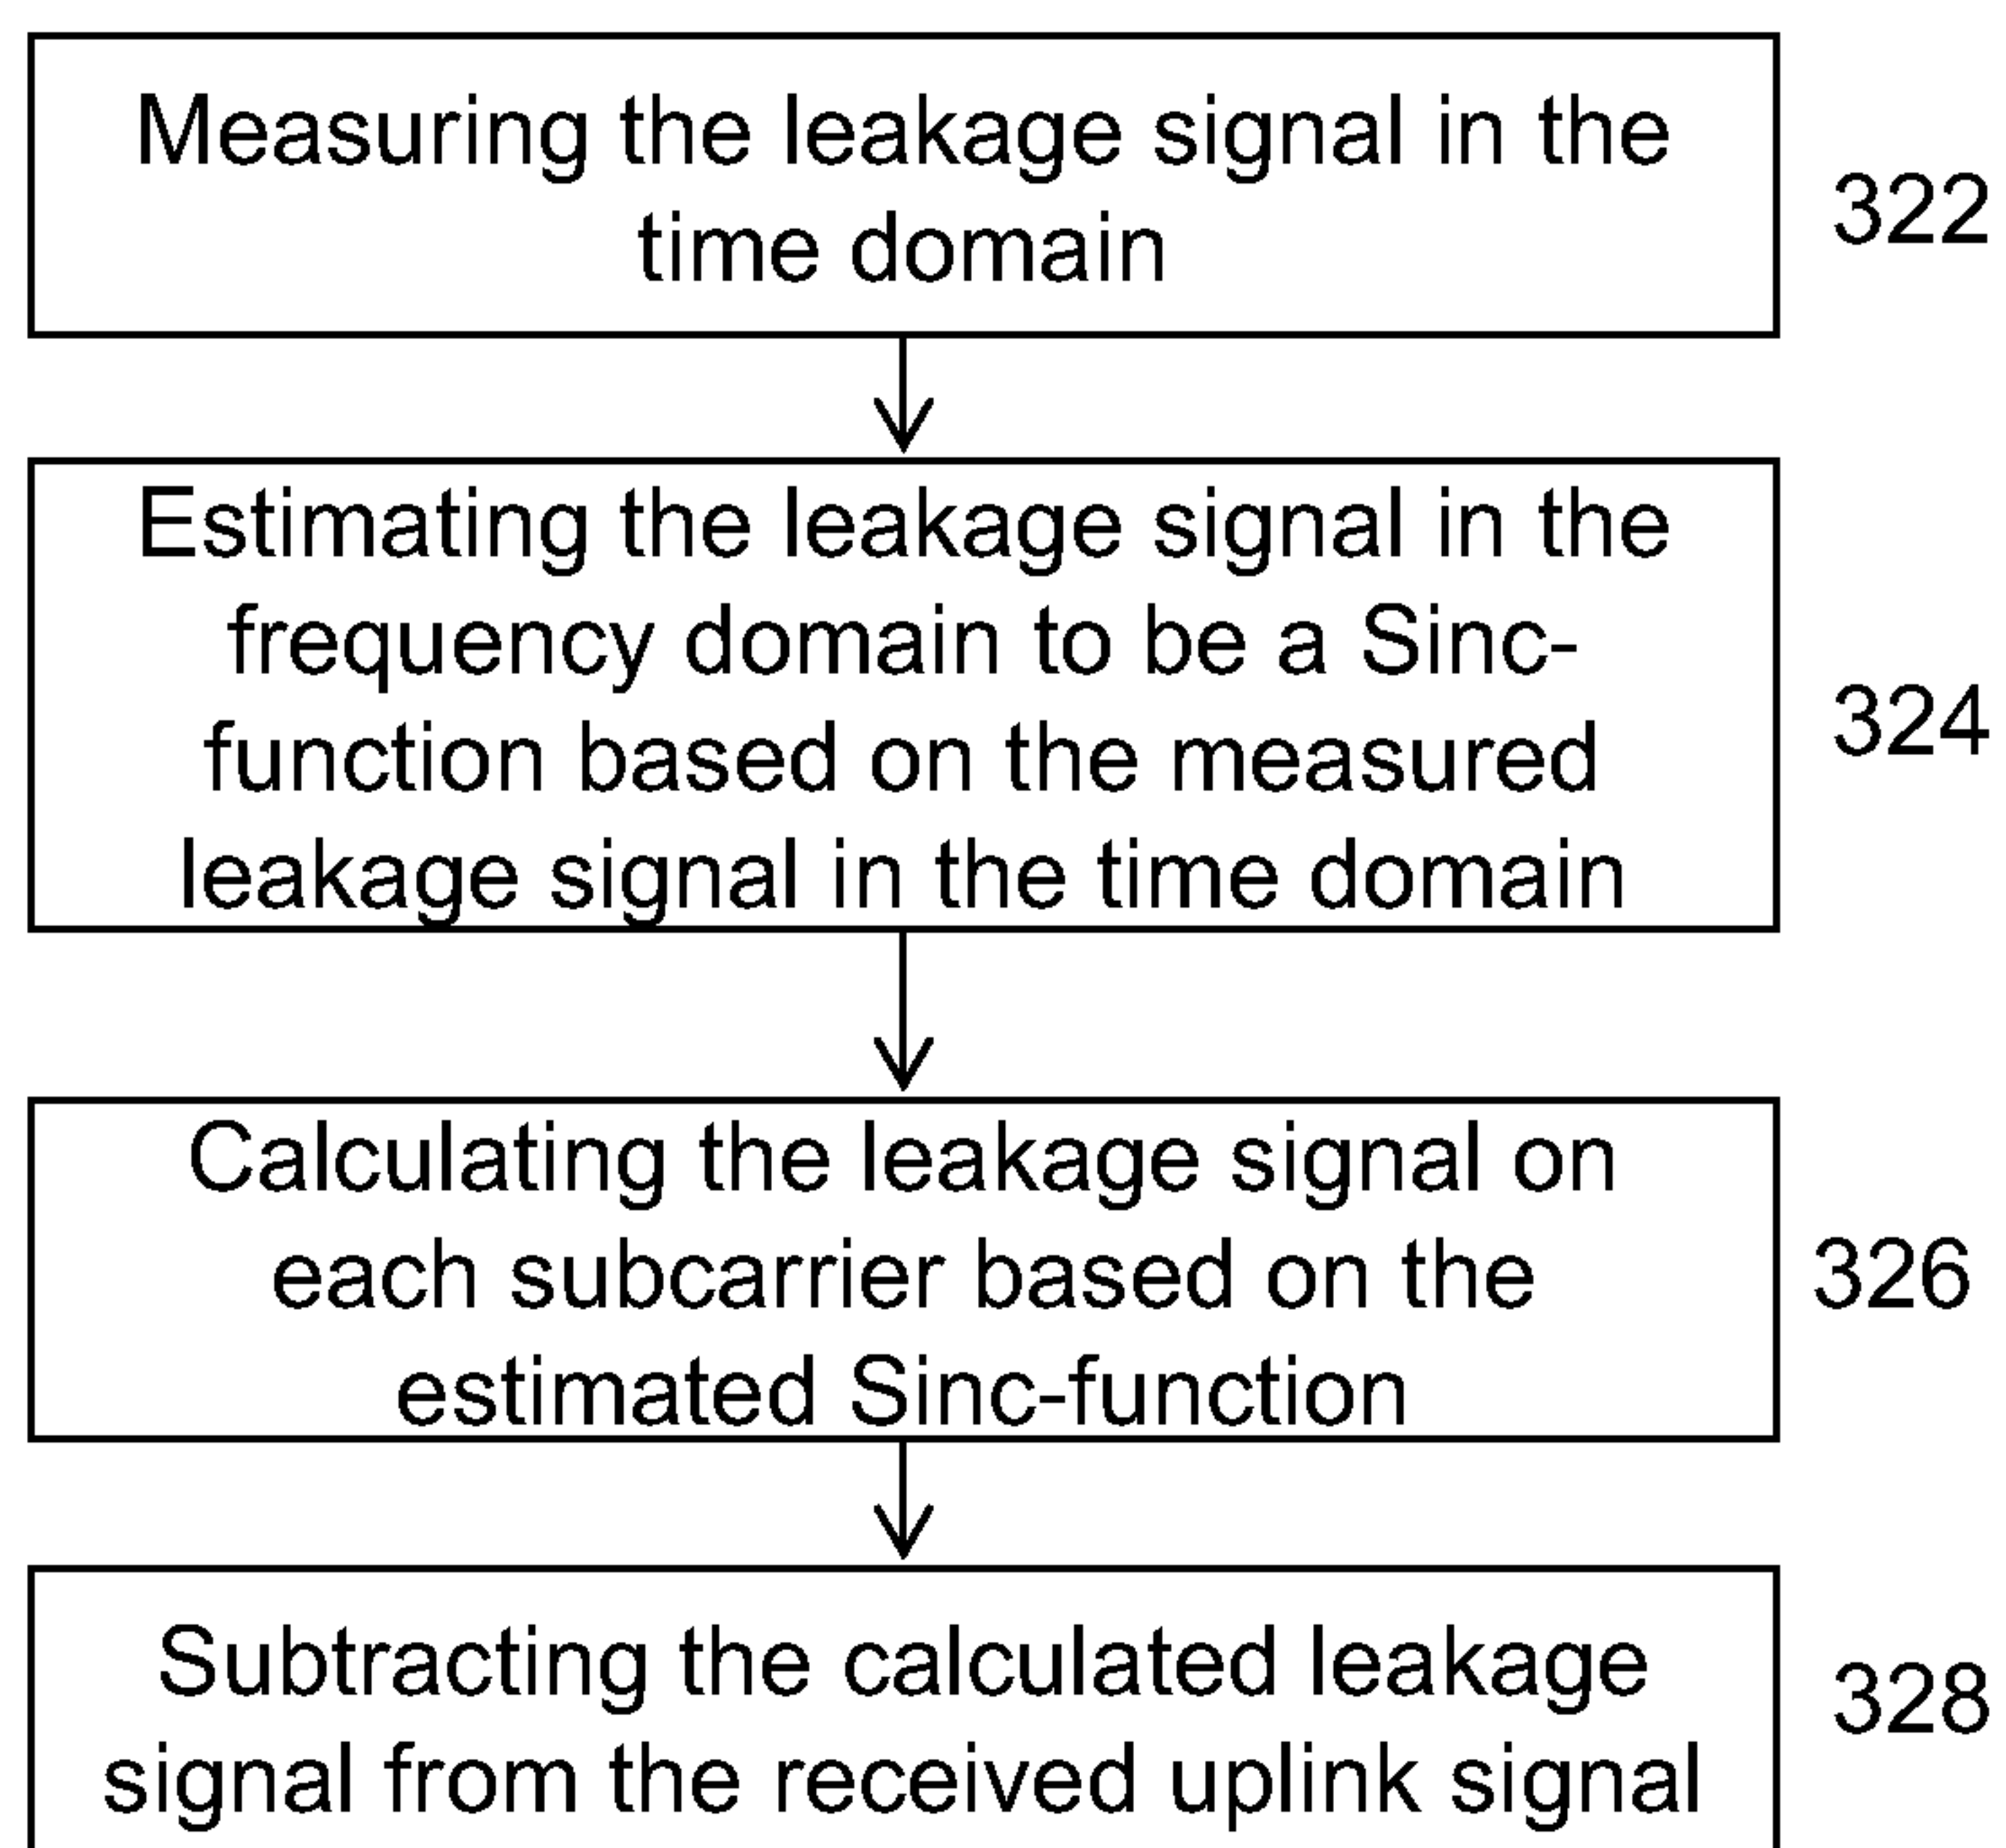 Measuring the leakage signal in the
time domain
322
Estimating the leakage signal in the
frequency domain to be a Sinc-
function based on the measured
leakage signal in the time domain
324
Calculating the leakage signal on
each subcarrier based on the
estimated Sinc-function
326
Subtracting the calculated leakage
signal from the received uplink signal
328